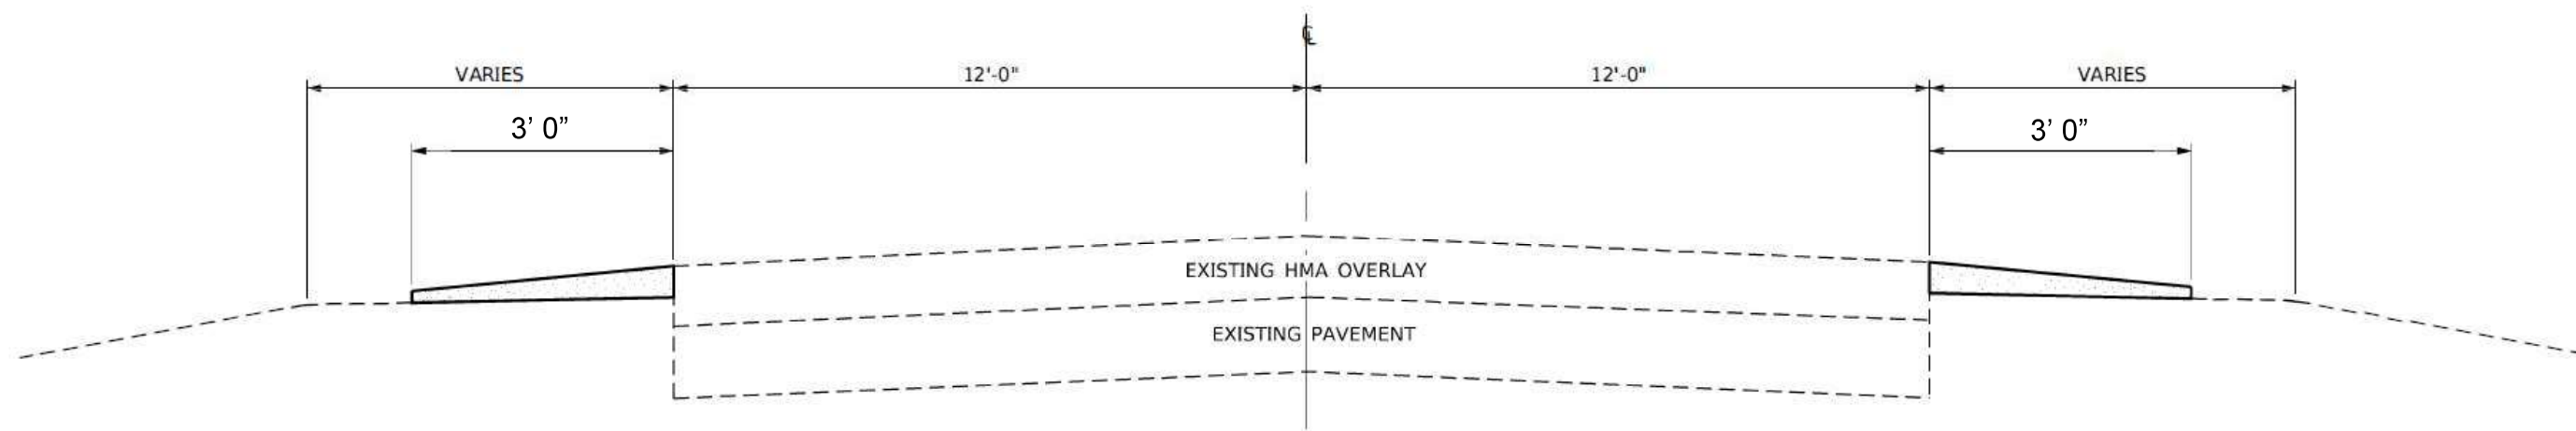 ℄
VARIES 12'-0" 12'-0" VARIES
3’ 0” 3’ 0”
EXISTING HMA OVERLAY
EXISTING PAVEMENT